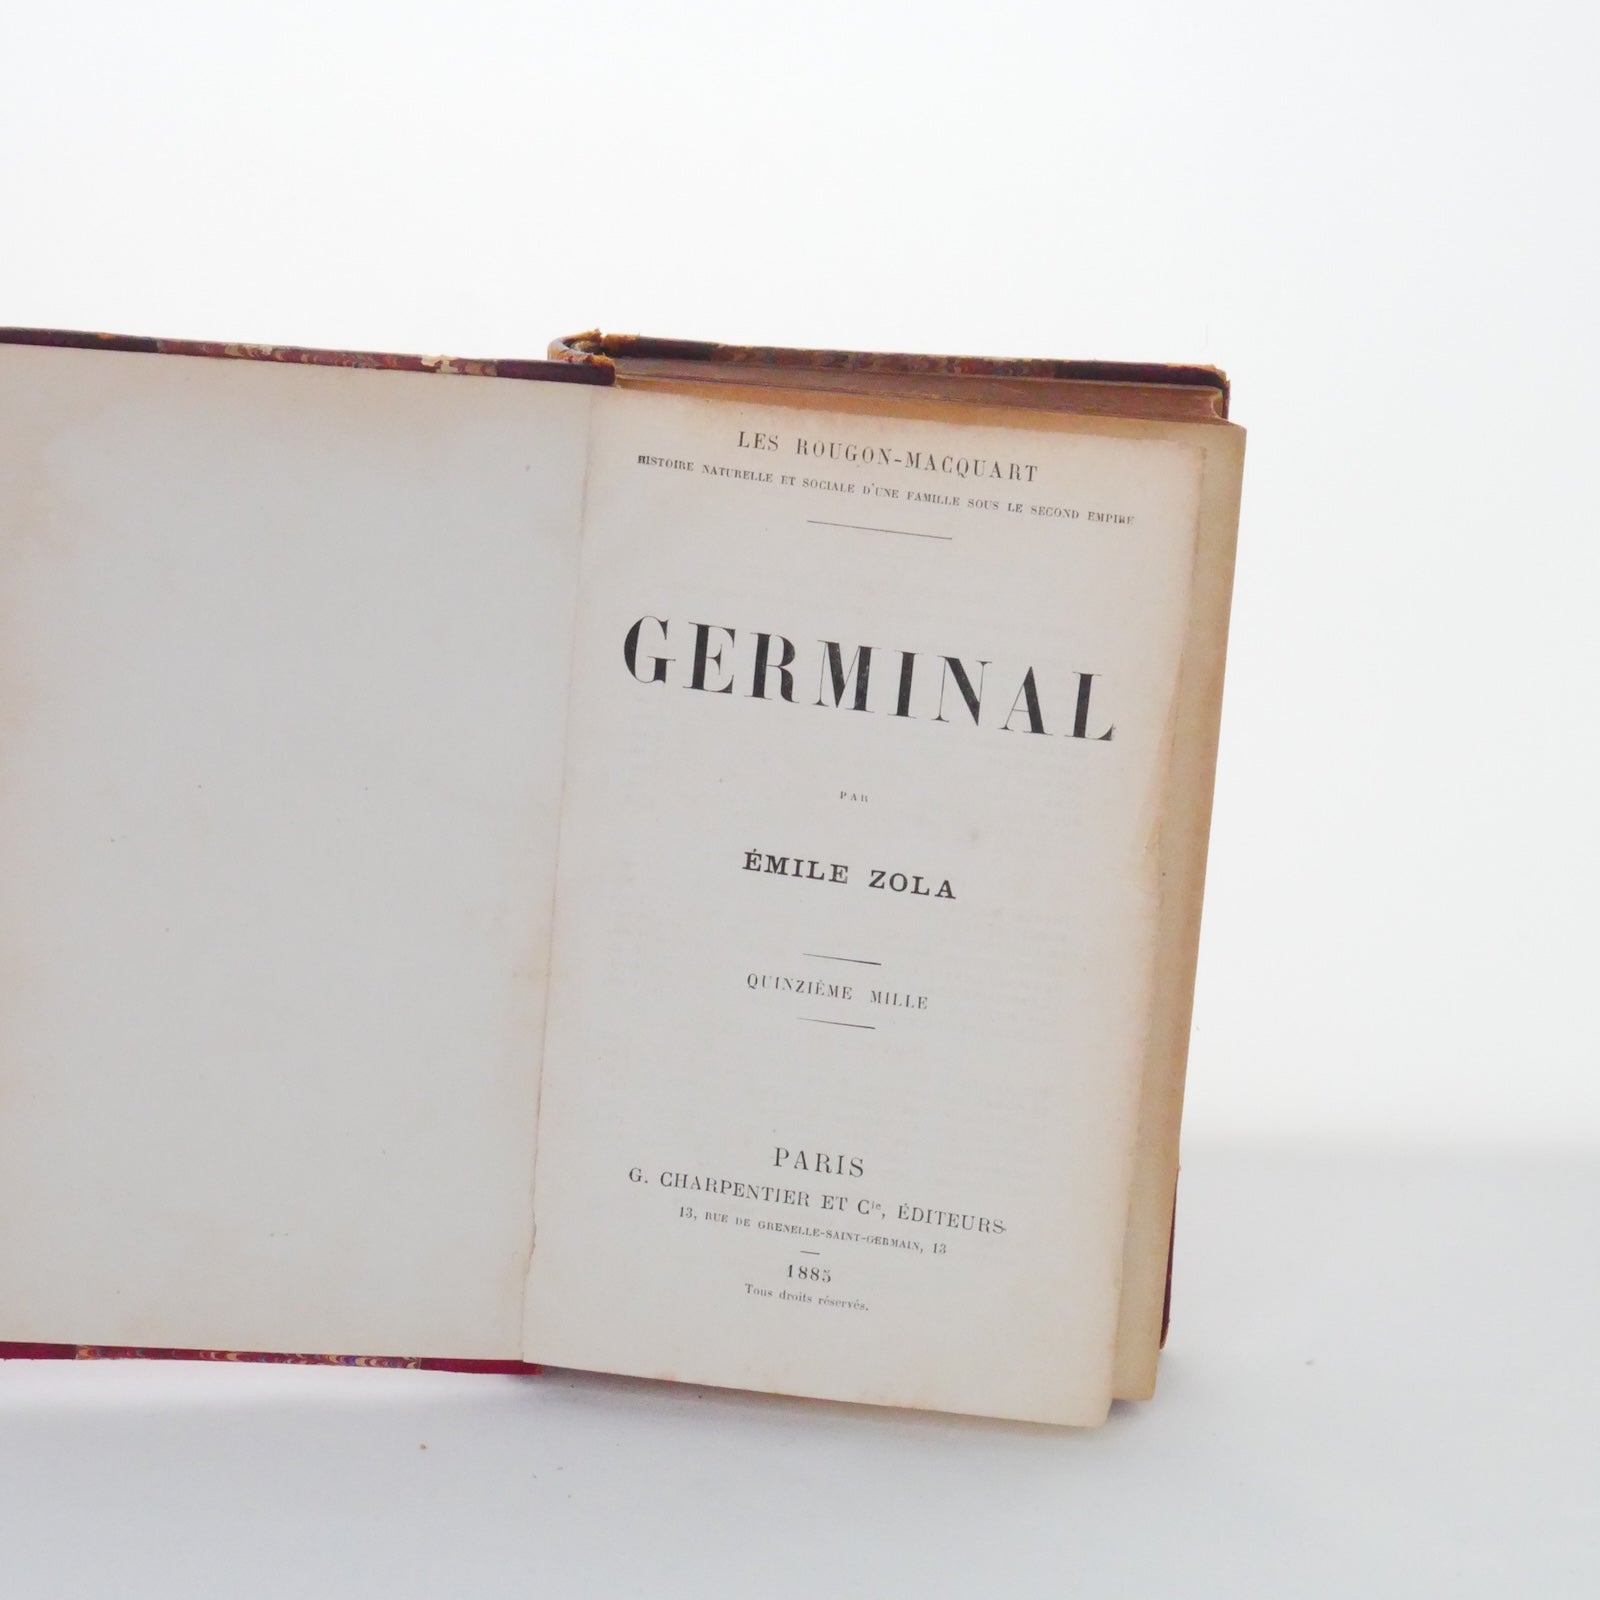 LES ROUGON-MACQUART
HISTOIRE NATURELLE ET SOCIALE D'UNE FAMILLE SOUS LE SECOND EMPIRE
GERMINAL
PAR
ÉMILE ZOLA
QUINZIÈME MILLE
PARIS
G. CHARPENTIER ET Cie, ÉDITEURS
13, RUE DE GRENELLE-SAINT-GERMAIN, 13
1885
Tous droits réservés.